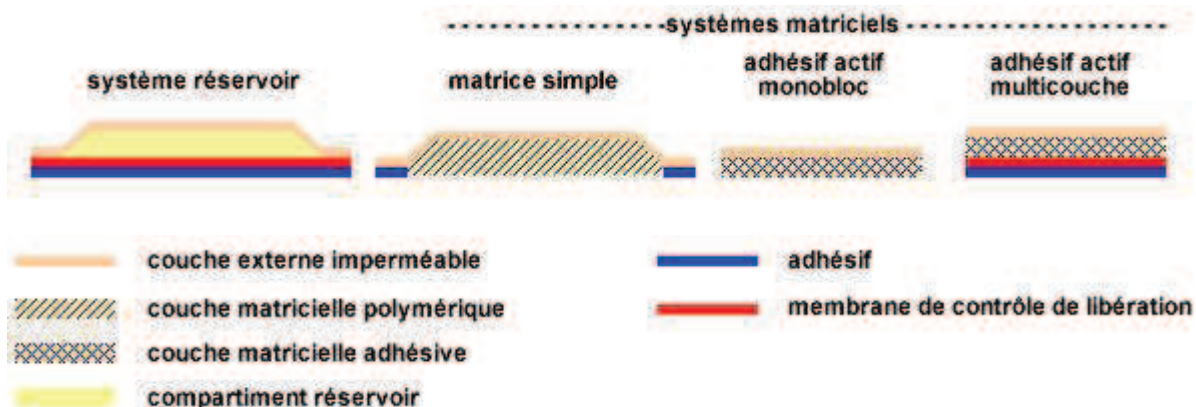 systèmes matriciels
système réservoir
matrice simple
adhésif actif
monobloc
adhésif actif
multicouche
couche externe imperméable
adhésif
couche matricielle polymérique
membrane de contrôle de libération
couche matricielle adhésive
compartiment réservoir